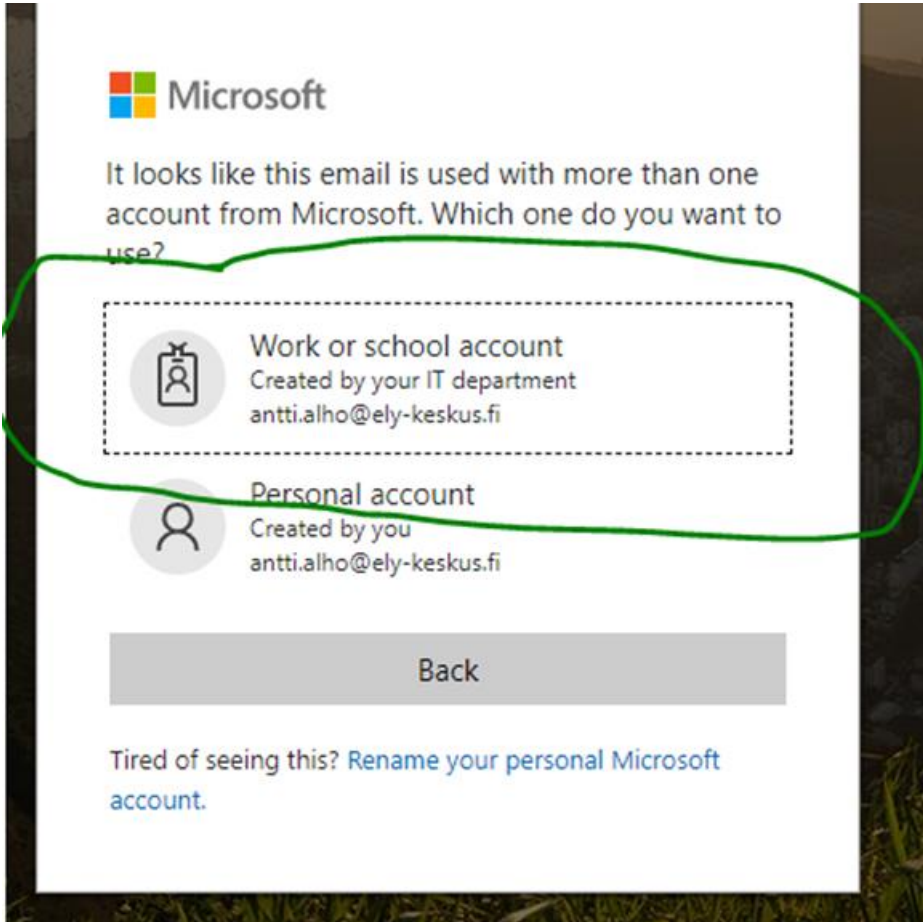 Microsoft
It looks like this email is used with more than one
account from Microsoft. Which one do you want to
use?
Work or school account
Created by your IT department
antti.alho@ely-keskus.fi
Personal account
Created by you
antti.alho@ely-keskus.fi
Back
Tired of seeing this? Rename your personal Microsoft
account.